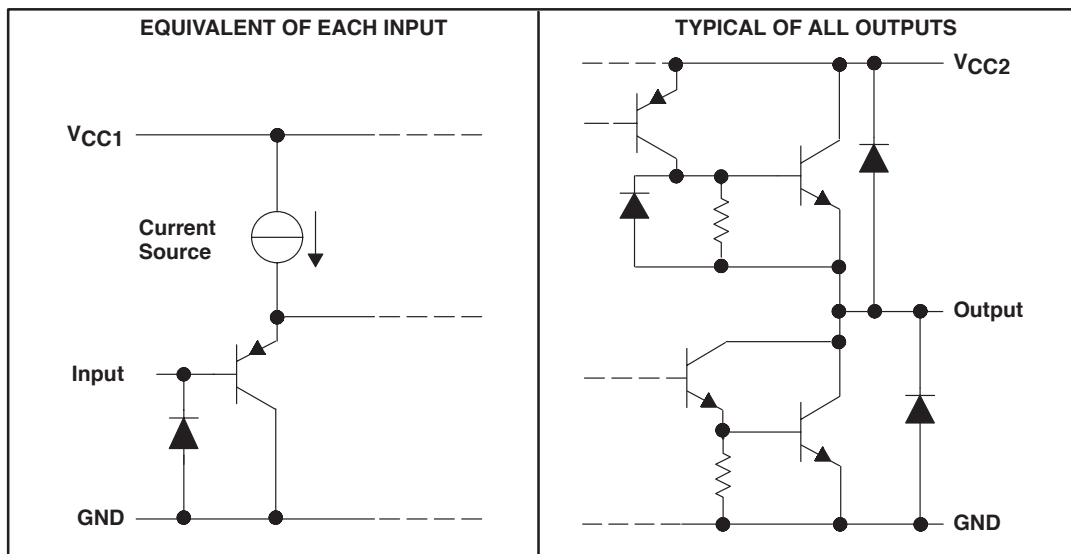 EQUIVALENT OF EACH INPUT
VCC1
Current
Source
Input
GND
TYPICAL OF ALL OUTPUTS
VCC2
Output
GND